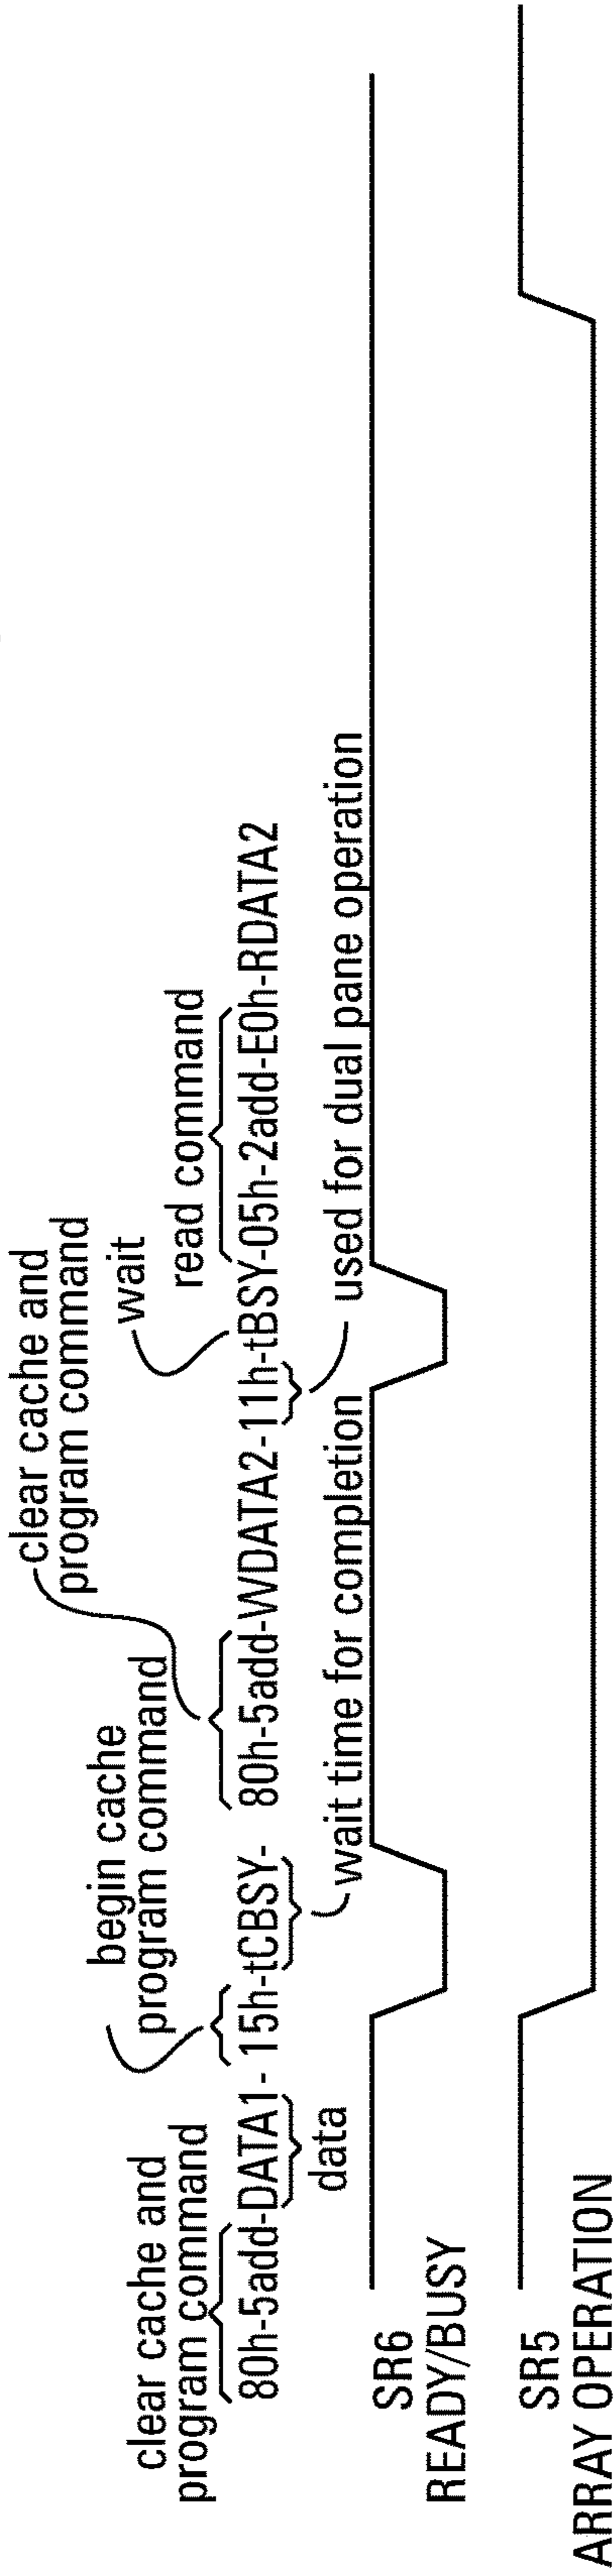 clear cache and
program command
begin cache
program command
clear cache and
program command
wait
read command
80h-5add-DATA1- 15h-tCBSY- 80h-5add-WDATA2-11h-tBSY-05h-2add-E0h-RDATA2
data
wait time for completion
used for dual pane operation
SR6
READY/BUSY
SR5
ARRAY OPERATION